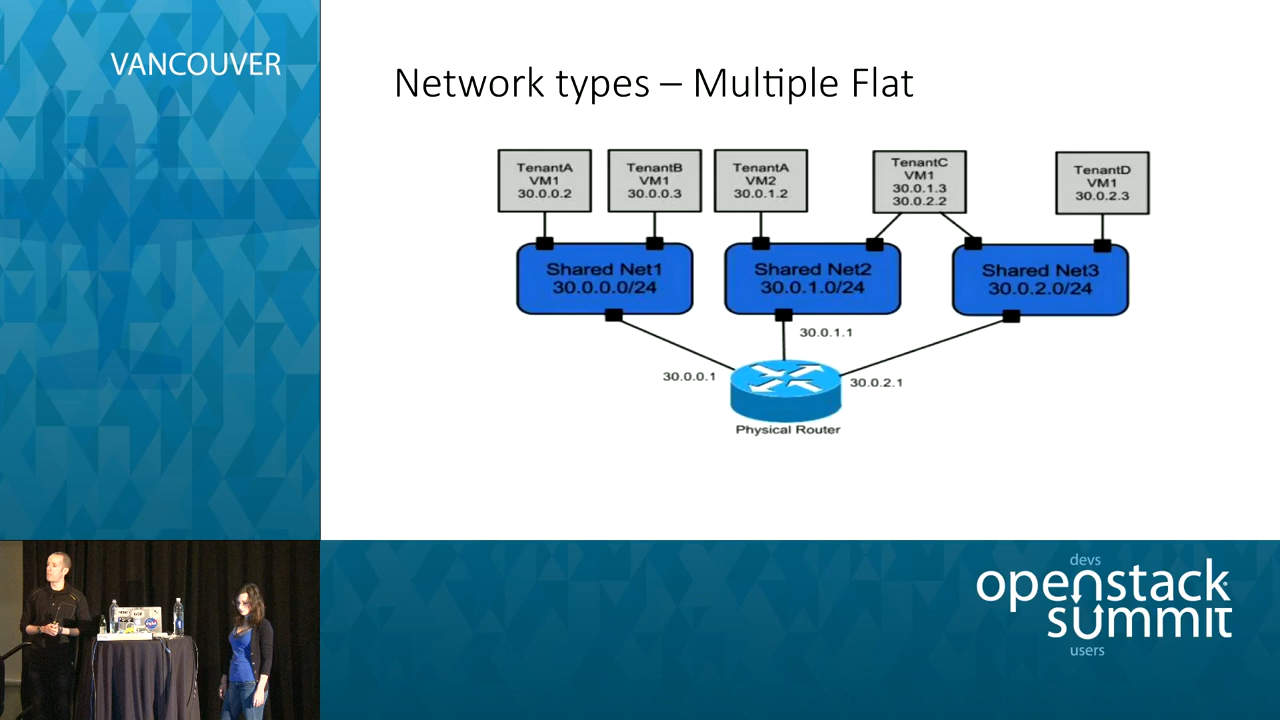 VANCOUVER
Network types – Multiple Flat
TenantA
VM1
30.0.0.2
TenantB
VM1
30.0.0.3
TenantA
VM2
30.0.1.2
TenantC
VM1
30.0.1.3
30.0.2.2
TenantD
VM1
30.0.2.3
Shared Net1
30.0.0.0/24
Shared Net2
30.0.1.0/24
Shared Net3
30.0.2.0/24
30.0.1.1
30.0.0.1
30.0.2.1
Physical Router
devs
openstack
summit
users